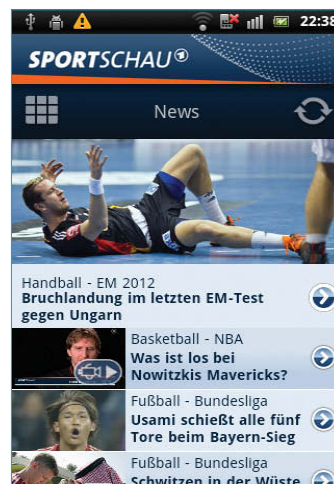 22:38
SPORTSCHAU
News
Handball - EM 2012
Bruchlandung im letzten EM-Test
gegen Ungarn
Basketball - NBA
Was ist los bei
Nowitzkis Mavericks?
Fußball - Bundesliga
Usami schießt alle fünf
Tore beim Bayern-Sieg
Fußball - Bundesliga
Schwitzen in der Wüste